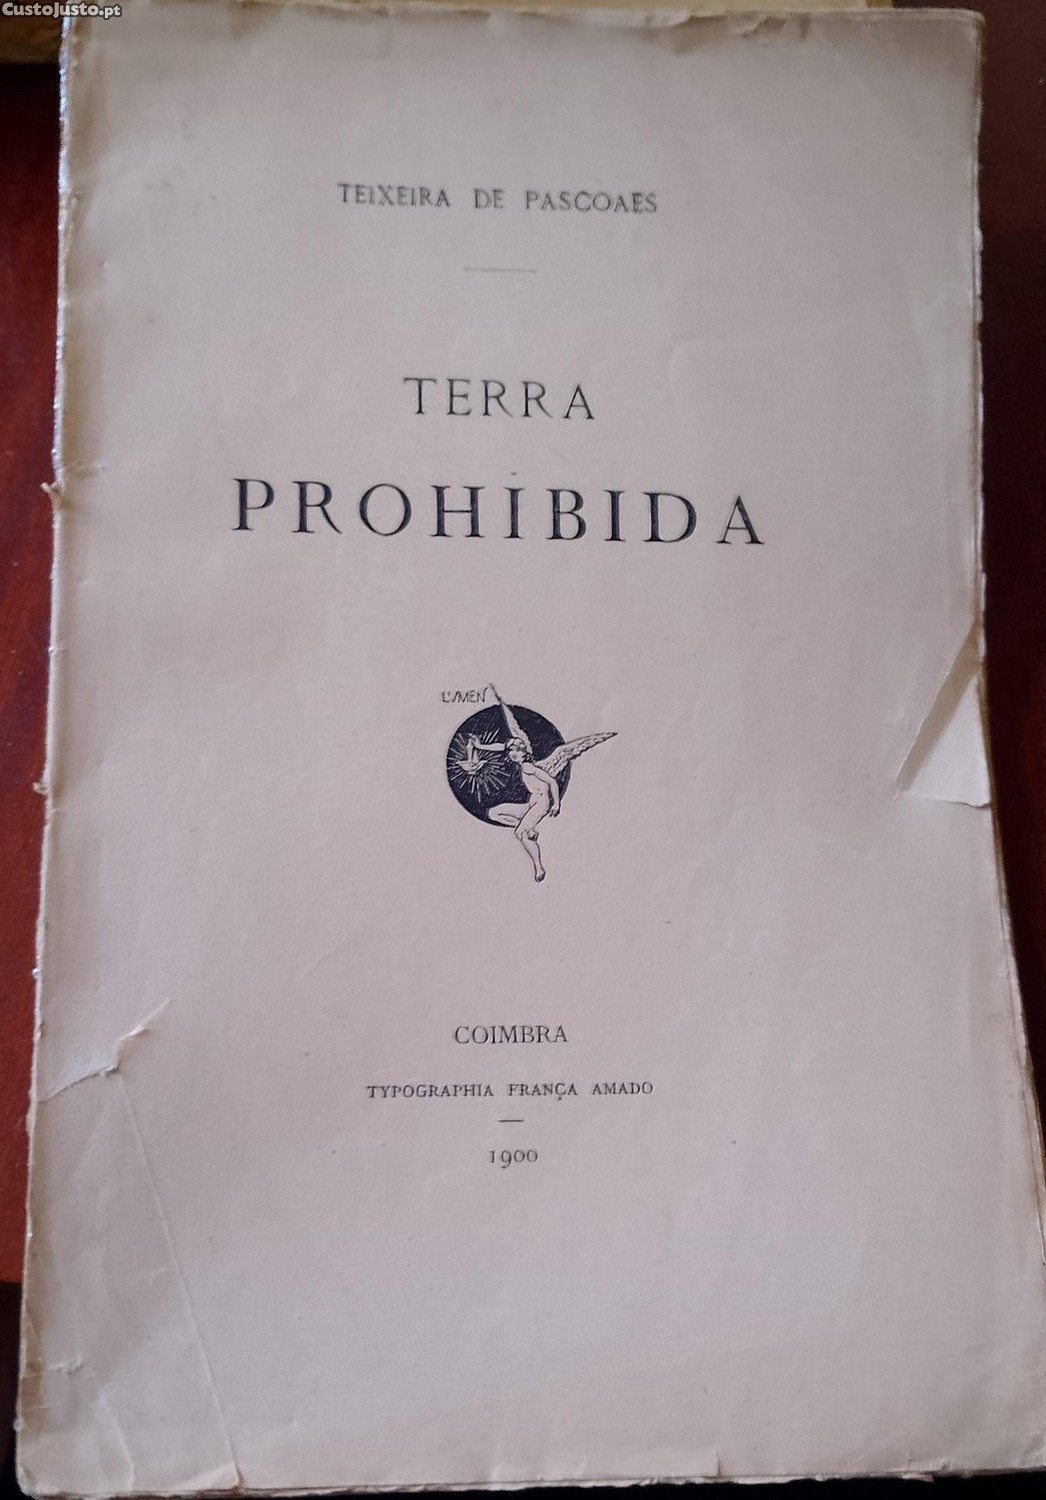 CustoJusto.pt
TEIXEIRA DE PASCOAES
TERRA
PROHIBIDA
LVMEN
COIMBRA
TYPOGRAPHIA FRANÇA AMADO
1900